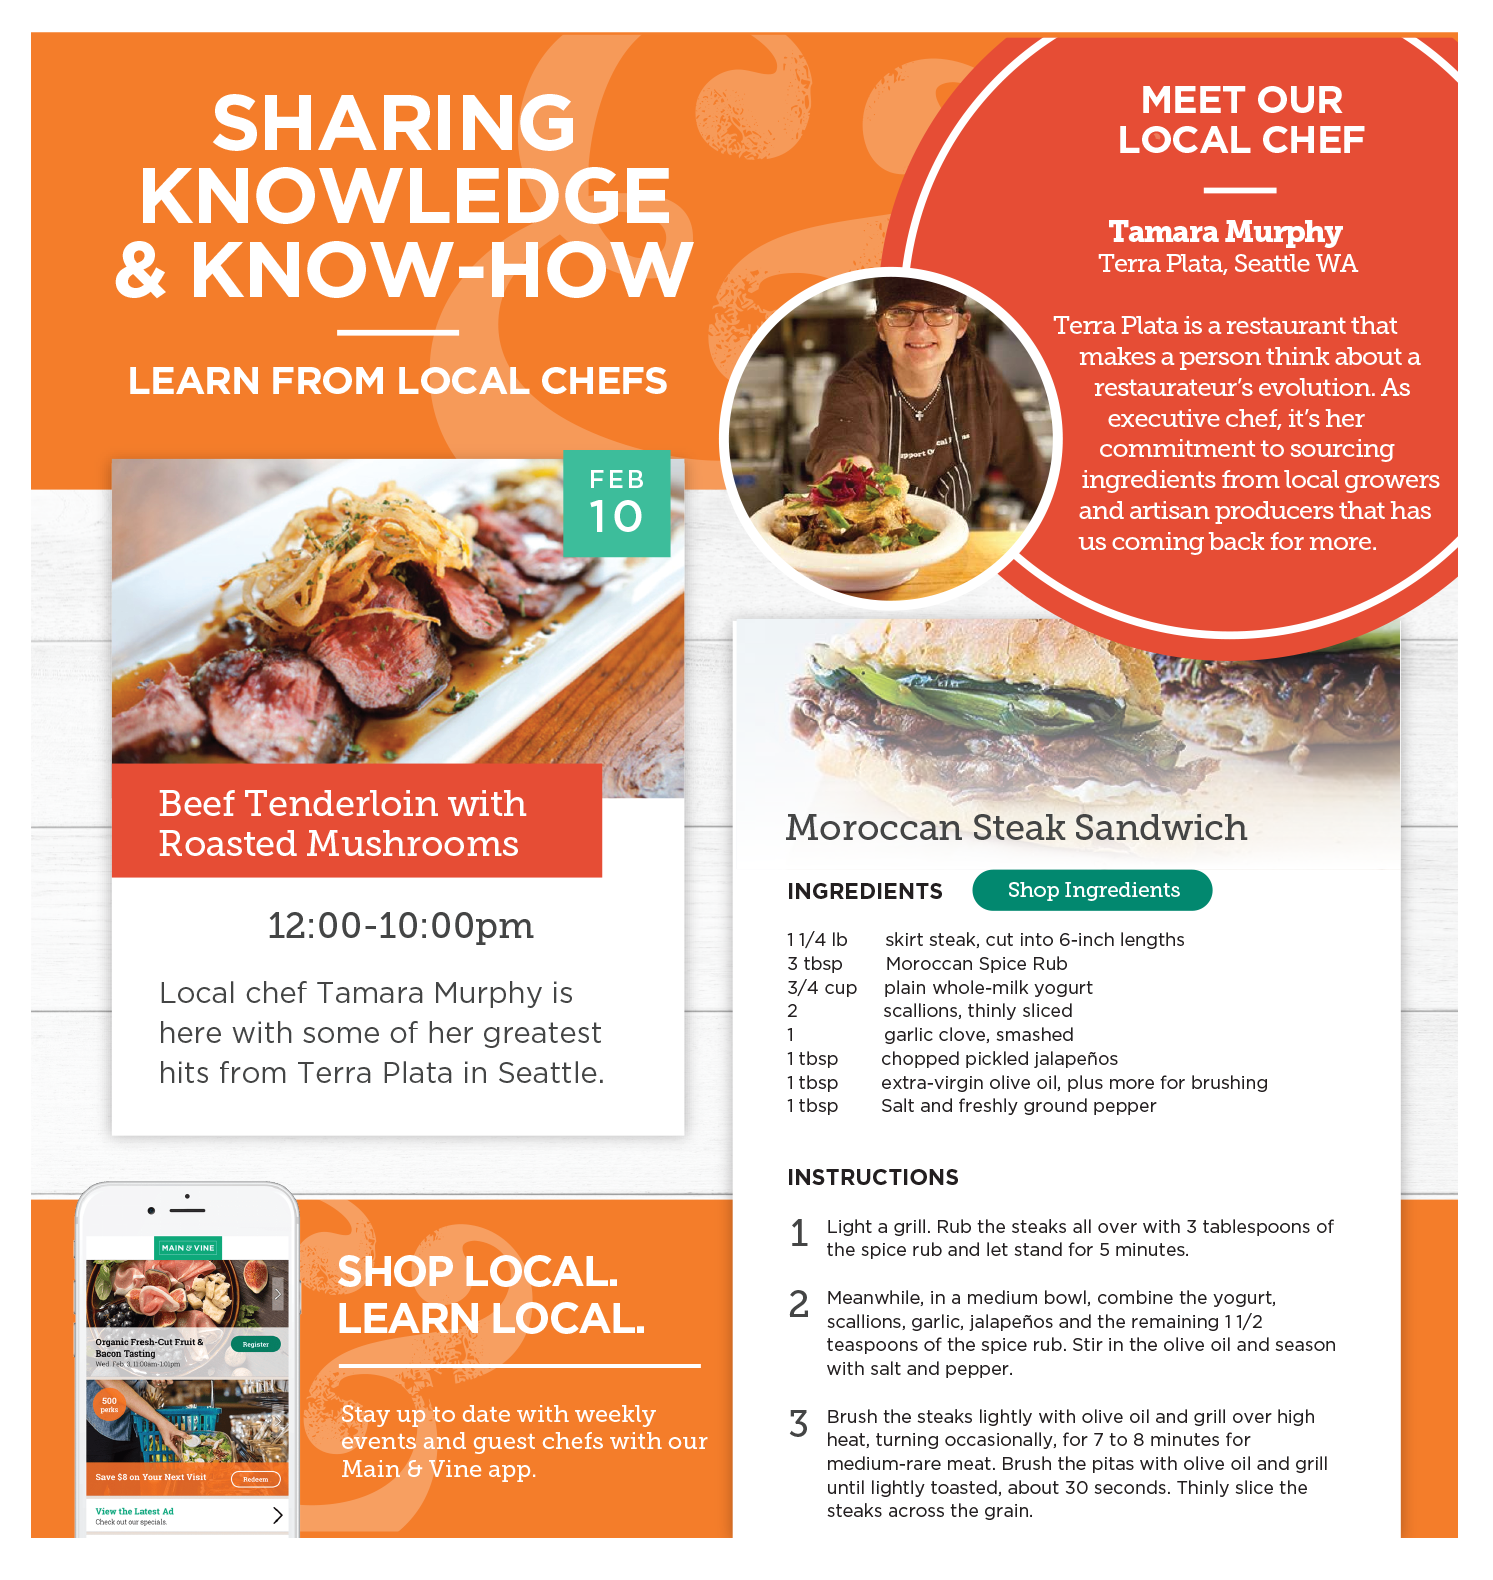 SHARING
KNOWLEDGE
& KNOW-HOW
LEARN FROM LOCAL CHEFS
MEET OUR
LOCAL CHEF
Tamara Murphy
Terra Plata, Seattle WA
Terra Plata is a restaurant that
makes a person think about a
restaurateur's evolution. As
executive chef, it's her
commitment to sourcing
ingredients from local growers
and artisan producers that has
us coming back for more.
FEB
10
Beef Tenderloin with
Roasted Mushrooms
12:00-10:00pm
Local chef Tamara Murphy is
here with some of her greatest
hits from Terra Plata in Seattle.
Moroccan Steak Sandwich
INGREDIENTS
Shop Ingredients
1 1/4 lb skirt steak, cut into 6-inch lengths
3 tbsp Moroccan Spice Rub
3/4 cup plain whole-milk yogurt
2 scallions, thinly sliced
1 garlic clove, smashed
1 tbsp chopped pickled jalapeños
1 tbsp extra-virgin olive oil, plus more for brushing
1 tbsp Salt and freshly ground pepper
INSTRUCTIONS
1 Light a grill. Rub the steaks all over with 3 tablespoons of
the spice rub and let stand for 5 minutes.
2 Meanwhile, in a medium bowl, combine the yogurt,
scallions, garlic, jalapeños and the remaining 1 1/2
teaspoons of the spice rub. Stir in the olive oil and season
with salt and pepper.
3 Brush the steaks lightly with olive oil and grill over high
heat, turning occasionally, for 7 to 8 minutes for
medium-rare meat. Brush the pitas with olive oil and grill
until lightly toasted, about 30 seconds. Thinly slice the
steaks across the grain.
MAIN & VINE
Organic Fresh-Cut Fruit &
Bacon Tasting
Wed. Feb. 3, 11:00am-1:01pm
Register
500
perks
Save $8 on Your Next Visit
Redeem
View the Latest Ad
Check out our specials.
SHOP LOCAL.
LEARN LOCAL.
Stay up to date with weekly
events and guest chefs with our
Main & Vine app.